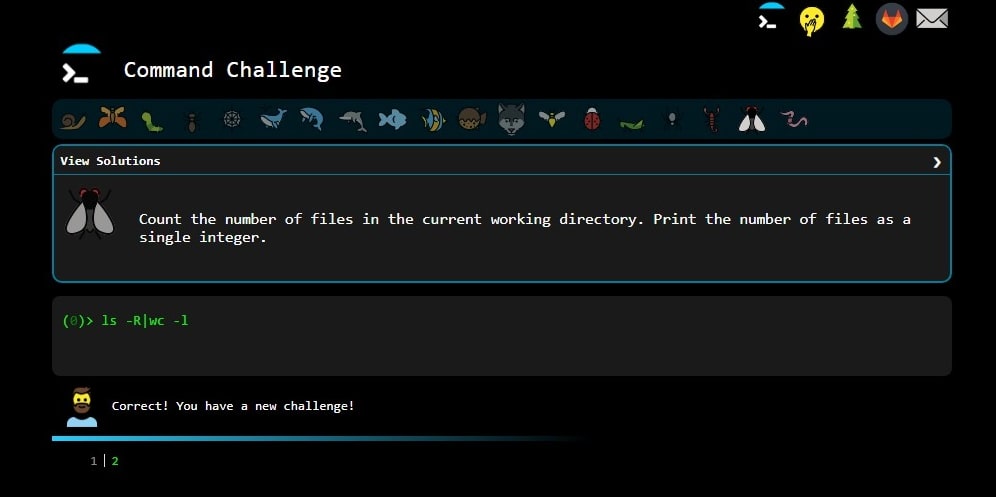 Command Challenge
View Solutions
Count the number of files in the current working directory. Print the number of files as a
single integer.
(0)> ls -R|wc -l
Correct! You have a new challenge!
1 | 2